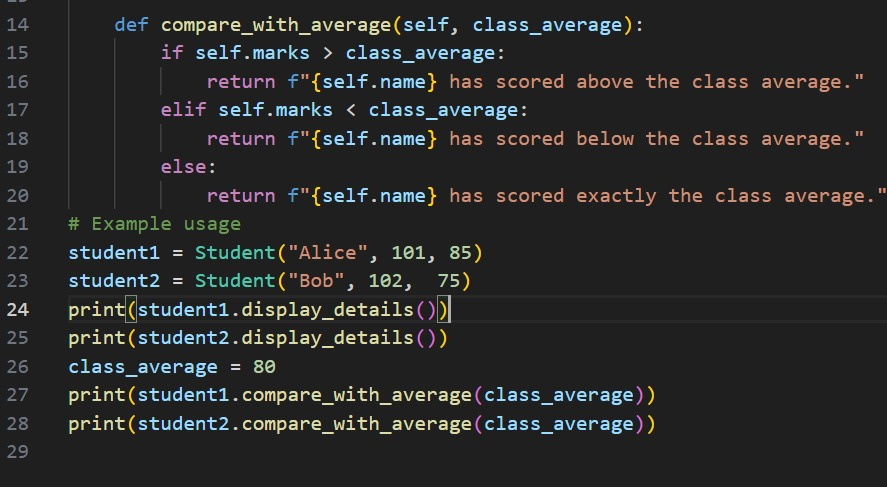 14 def compare_with_average(self, class_average):
15 if self.marks > class_average:
16 return f"{self.name} has scored above the class average."
17 elif self.marks < class_average:
18 return f"{self.name} has scored below the class average."
19 else:
20 return f"{self.name} has scored exactly the class average."
21 # Example usage
22 student1 = Student("Alice", 101, 85)
23 student2 = Student("Bob", 102,  75)
24 print(student1.display_details())
25 print(student2.display_details())
26 class_average = 80
27 print(student1.compare_with_average(class_average))
28 print(student2.compare_with_average(class_average))
29